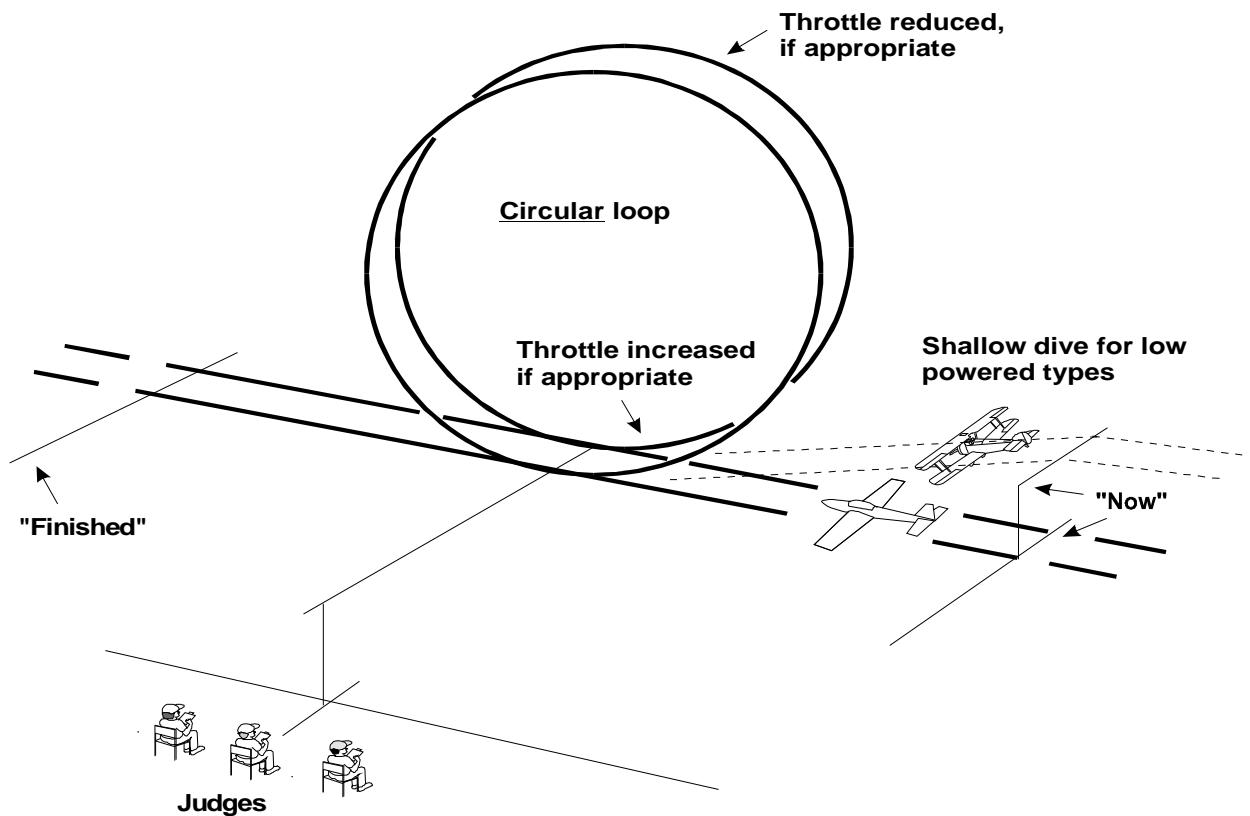 Throttle reduced,
if appropriate
Circular loop
Throttle increased
if appropriate
Shallow dive for low
powered types
"Now"
"Finished"
Judges